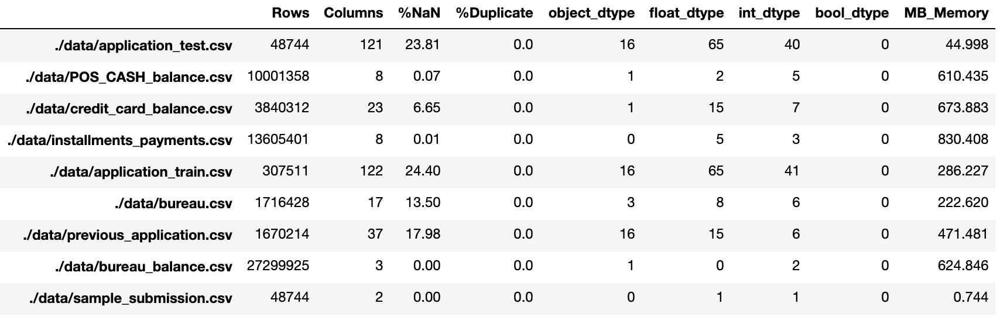 Rows Columns %NaN %Duplicate object_dtype float_dtype int_dtype bool_dtype MB_Memory
./data/application_test.csv 48744 121 23.81 0.0 16 65 40 0 44.998
./data/POS_CASH_balance.csv 10001358 8 0.07 0.0 1 2 5 0 610.435
./data/credit_card_balance.csv 3840312 23 6.65 0.0 1 15 7 0 673.883
./data/installments_payments.csv 13605401 8 0.01 0.0 0 5 3 0 830.408
./data/application_train.csv 307511 122 24.40 0.0 16 65 41 0 286.227
./data/bureau.csv 1716428 17 13.50 0.0 3 8 6 0 222.620
./data/previous_application.csv 1670214 37 17.98 0.0 16 15 6 0 471.481
./data/bureau_balance.csv 27299925 3 0.00 0.0 1 0 2 0 624.846
./data/sample_submission.csv 48744 2 0.00 0.0 0 1 1 0 0.744